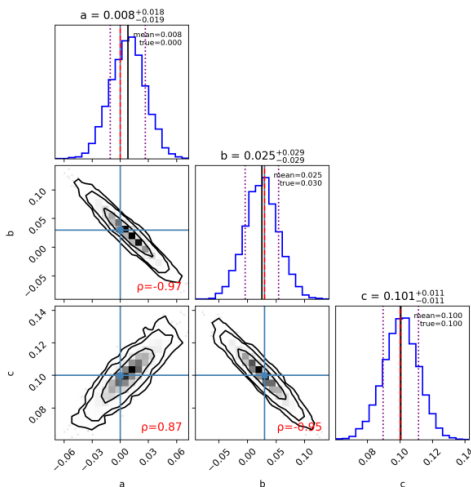 a = 0.008+0.018−0.019
mean=0.008
true=0.000
b = 0.025+0.029−0.029
mean=0.025
true=0.030
c = 0.101+0.011−0.011
mean=0.100
true=0.100
b
0.10
0.05
0.00
−0.05
ρ=-0.97
c
0.14
0.12
0.10
0.08
ρ=0.87
ρ=-0.95
−0.06
−0.03
0.00
0.03
0.06
−0.05
0.00
0.05
0.10
0.08
0.10
0.12
a
b
c